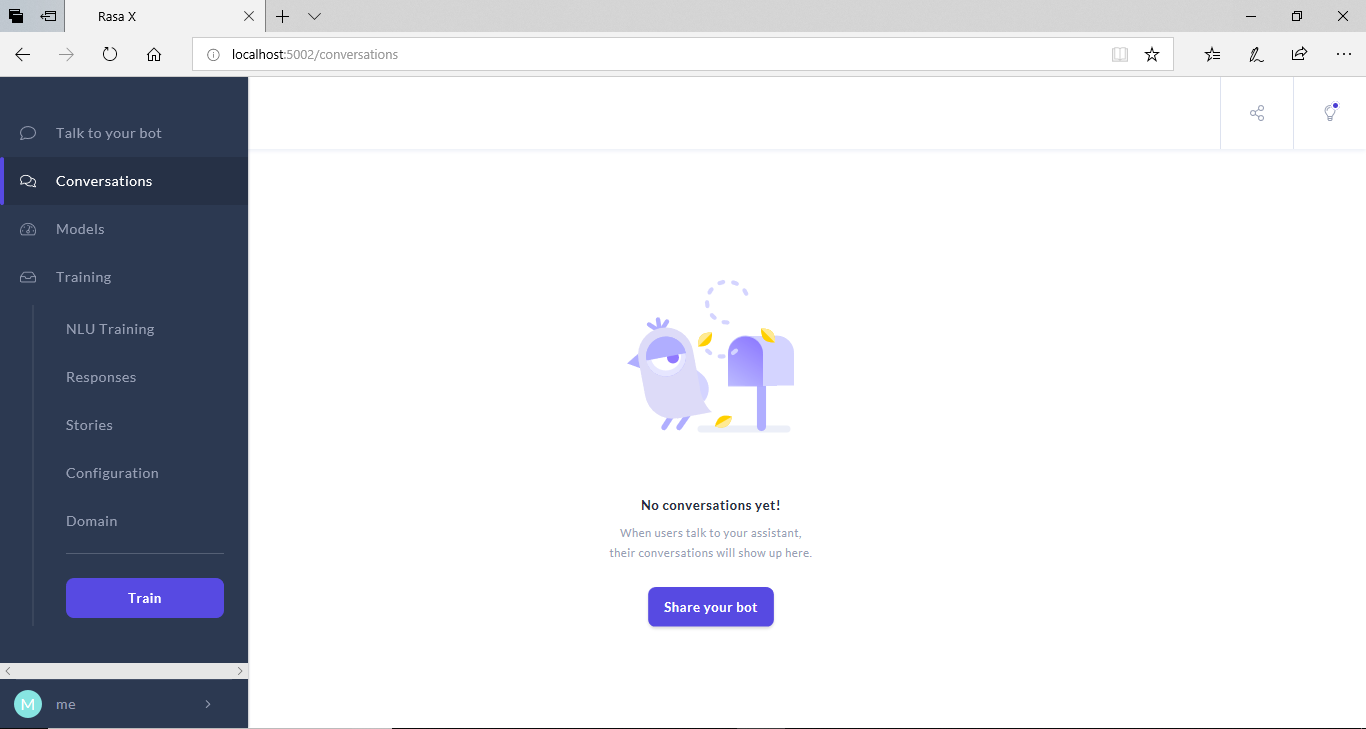 Rasa X
localhost:5002/conversations
Talk to your bot
Conversations
Models
Training
NLU Training
Responses
Stories
Configuration
Domain
Train
M
me
No conversations yet!
When users talk to your assistant,
their conversations will show up here.
Share your bot